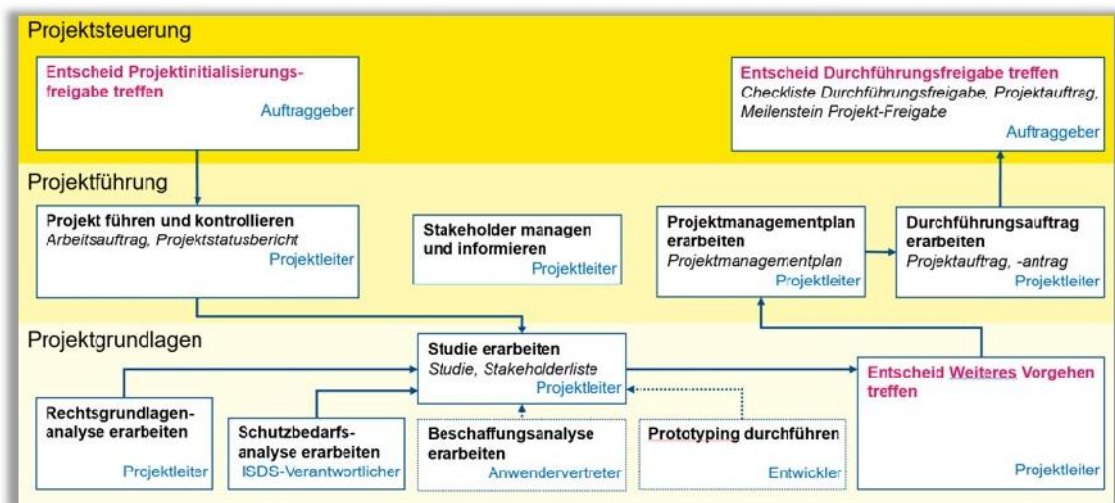 Projektsteuerung
Entscheid Projektinitialisierungs-
freigabe treffen
Auftraggeber
Entscheid Durchführungsfreigabe treffen
Checkliste Durchführungsfreigabe, Projektauftrag,
Meilenstein Projekt-Freigabe
Auftraggeber
Projektführung
Projekt führen und kontrollieren
Arbeitsauftrag, Projektstatusbericht
Projektleiter
Stakeholder managen
und informieren
Projektleiter
Projektmanagementplan
erarbeiten
Projektmanagementplan
Projektleiter
Durchführungsauftrag
erarbeiten
Projektauftrag, -antrag
Projektleiter
Projektgrundlagen
Studie erarbeiten
Studie, Stakeholderliste
Projektleiter
Entscheid Weiteres Vorgehen
treffen
Projektleiter
Rechtsgrundlagen-
analyse erarbeiten
Projektleiter
Schutzbedarfs-
analyse erarbeiten
ISDS-Verantwortlicher
Beschaffungsanalyse
erarbeiten
Anwendervertreter
Prototyping durchführen
Entwickler